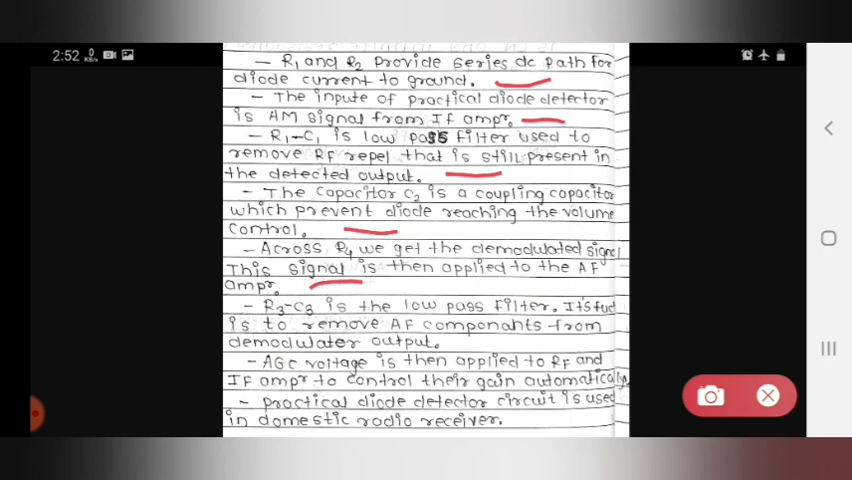 2:52 0 KB/s
- R1 and R2 provide series dc path for
diode current to ground.
- The inpute of practical diode detector
is AM signal from If ampr.
- R1-C1 is low pass filter used to
remove RF repel that is still present in
the detected output.
- The capacitor C2 is a coupling capacitor
which prevent diode reaching the volume
control.
- Across R4 we get the demodulated signal
This signal is then applied to the AF
ampr.
- R3-C3 is the low pass filter. It's fud
is to remove AF componants from
demodwater output.
- AGC voltage is then applied to RF and
IF ampr to control their gain automatically
- practical diode detector circuit is used
in domestic radio receiver.